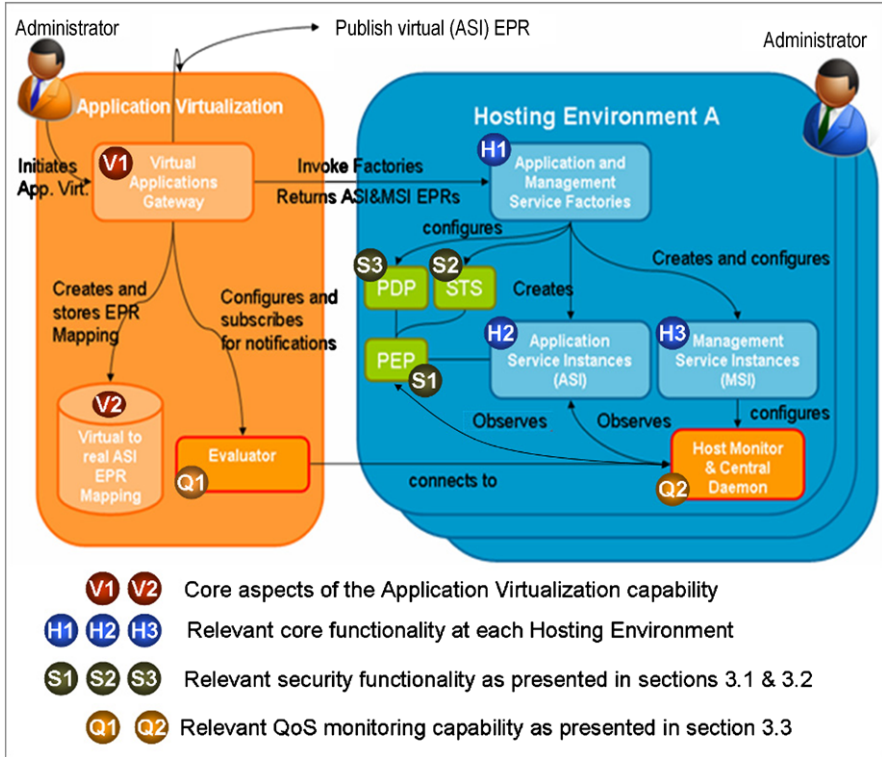 Administrator
Publish virtual (ASI) EPR
Administrator
Application Virtualization
Hosting Environment A
V1
Virtual
Applications
Gateway
Initiates
App. Virt.
Invoke Factories
Returns ASI&MSI EPRs
H1
Application and
Management
Service Factories
configures
S3
PDP
S2
STS
Creates
Creates and configures
Creates and
stores EPR
Mapping
Configures and
subscribes
for notifications
PEP
S1
H2
Application
Service Instances
(ASI)
H3
Management
Service Instances
(MSI)
V2
Virtual to
real ASI
EPR
Mapping
Evaluator
Q1
Observes
Observes
configures
connects to
Host Monitor
& Central
Daemon
Q2
V1 V2 Core aspects of the Application Virtualization capability
H1 H2 H3 Relevant core functionality at each Hosting Environment
S1 S2 S3 Relevant security functionality as presented in sections 3.1 & 3.2
Q1 Q2 Relevant QoS monitoring capability as presented in section 3.3